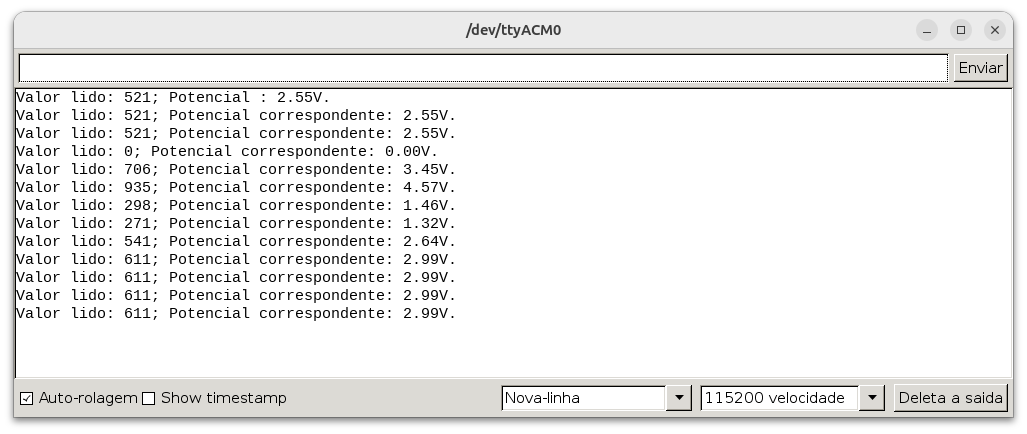 /dev/ttyACM0
Enviar
Valor lido: 521; Potencial : 2.55V.
Valor lido: 521; Potencial correspondente: 2.55V.
Valor lido: 521; Potencial correspondente: 2.55V.
Valor lido: 0; Potencial correspondente: 0.00V.
Valor lido: 706; Potencial correspondente: 3.45V.
Valor lido: 935; Potencial correspondente: 4.57V.
Valor lido: 298; Potencial correspondente: 1.46V.
Valor lido: 271; Potencial correspondente: 1.32V.
Valor lido: 541; Potencial correspondente: 2.64V.
Valor lido: 611; Potencial correspondente: 2.99V.
Valor lido: 611; Potencial correspondente: 2.99V.
Valor lido: 611; Potencial correspondente: 2.99V.
Valor lido: 611; Potencial correspondente: 2.99V.
Auto-rolagem Show timestamp Nova-linha 115200 velocidade Deleta a saida